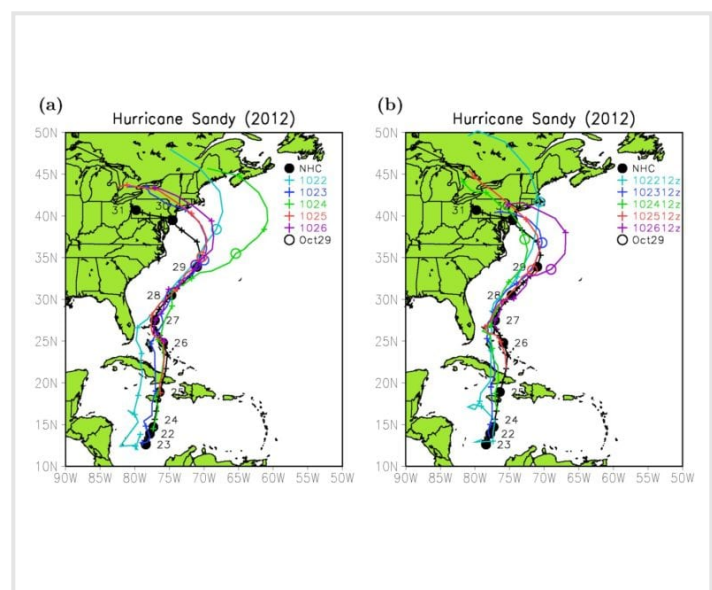 (a)
Hurricane Sandy (2012)
50N
45N
40N
35N
30N
25N
20N
15N
10N
90W 85W 80W 75W 70W 65W 60W 55W 50W
NHC
1022
1023
1024
1025
1026
Oct29
31
30
29
28
27
26
25
24
22
23
(b)
Hurricane Sandy (2012)
50N
45N
40N
35N
30N
25N
20N
15N
10N
90W 85W 80W 75W 70W 65W 60W 55W 50W
NHC
102212z
102312z
102412z
102512z
102612z
Oct29
31
29
28
27
26
25
24
22
23